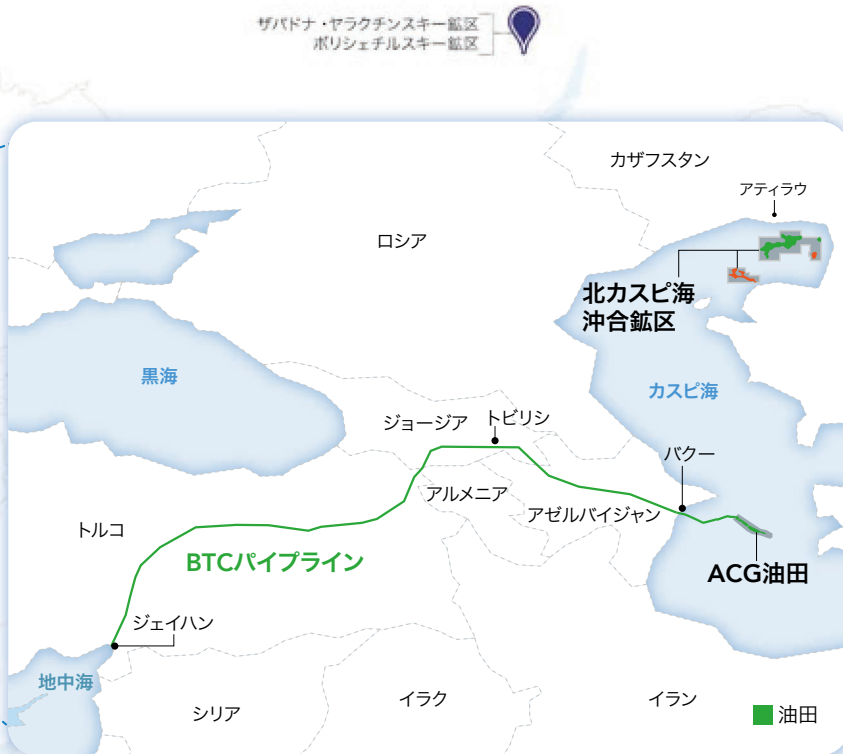 ザパドナ・ヤラクチンスキー鉱区
ボリシェチルスキー鉱区
カザフスタン
アティラウ
ロシア
北カスピ海
沖合鉱区
黒海
カスピ海
ジョージア
トビリシ
バクー
アルメニア
アゼルバイジャン
トルコ
BTCパイプライン
ACG油田
ジェイハン
地中海
シリア
イラク
イラン
油田